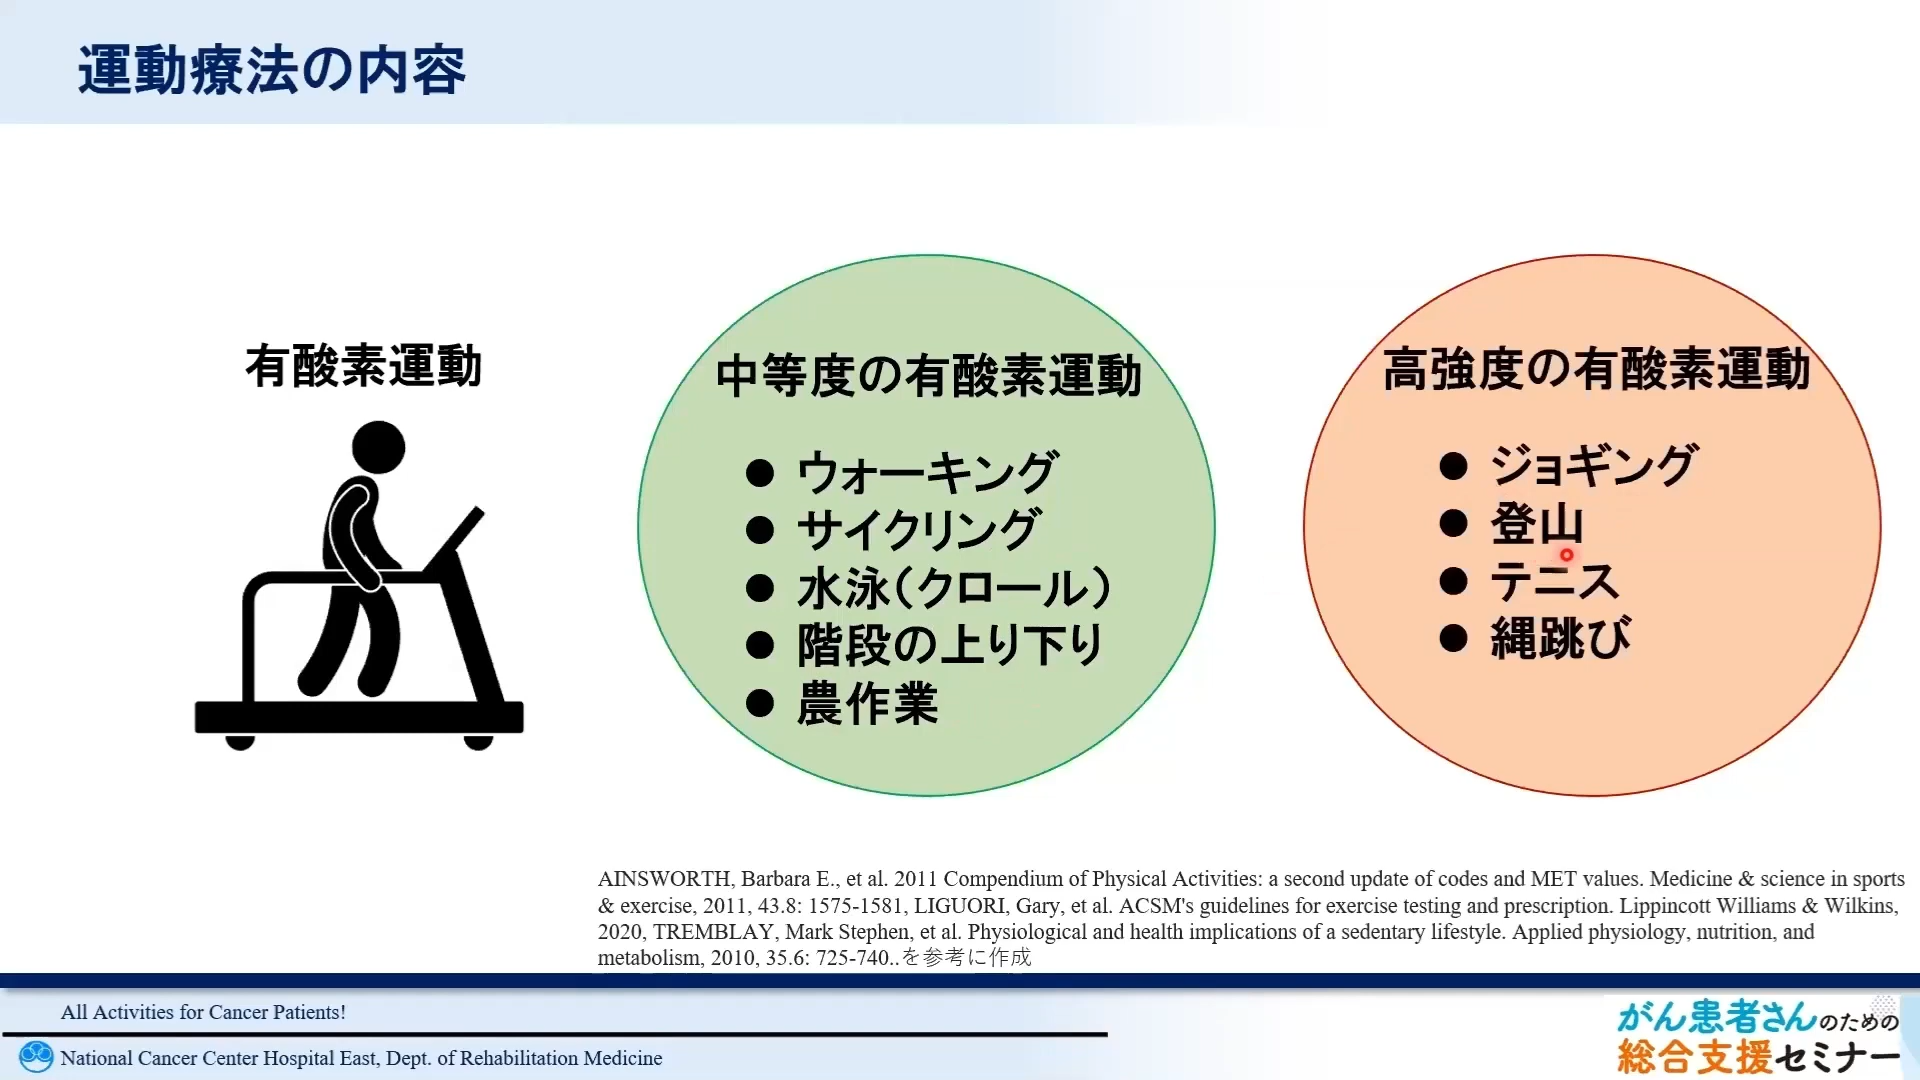 運動療法の内容
有酸素運動
中等度の有酸素運動
● ウォーキング
● サイクリング
● 水泳（クロール）
● 階段の上り下り
● 農作業
高強度の有酸素運動
● ジョギング
● 登山
● テニス
● 縄跳び
AINSWORTH, Barbara E., et al. 2011 Compendium of Physical Activities: a second update of codes and MET values. Medicine & science in sports
& exercise, 2011, 43.8: 1575-1581, LIGUORI, Gary, et al. ACSM's guidelines for exercise testing and prescription. Lippincott Williams & Wilkins,
2020, TREMBLAY, Mark Stephen, et al. Physiological and health implications of a sedentary lifestyle. Applied physiology, nutrition, and
metabolism, 2010, 35.6: 725-740..を参考に作成
All Activities for Cancer Patients!
National Cancer Center Hospital East, Dept. of Rehabilitation Medicine
がん患者さんのための
総合支援セミナー